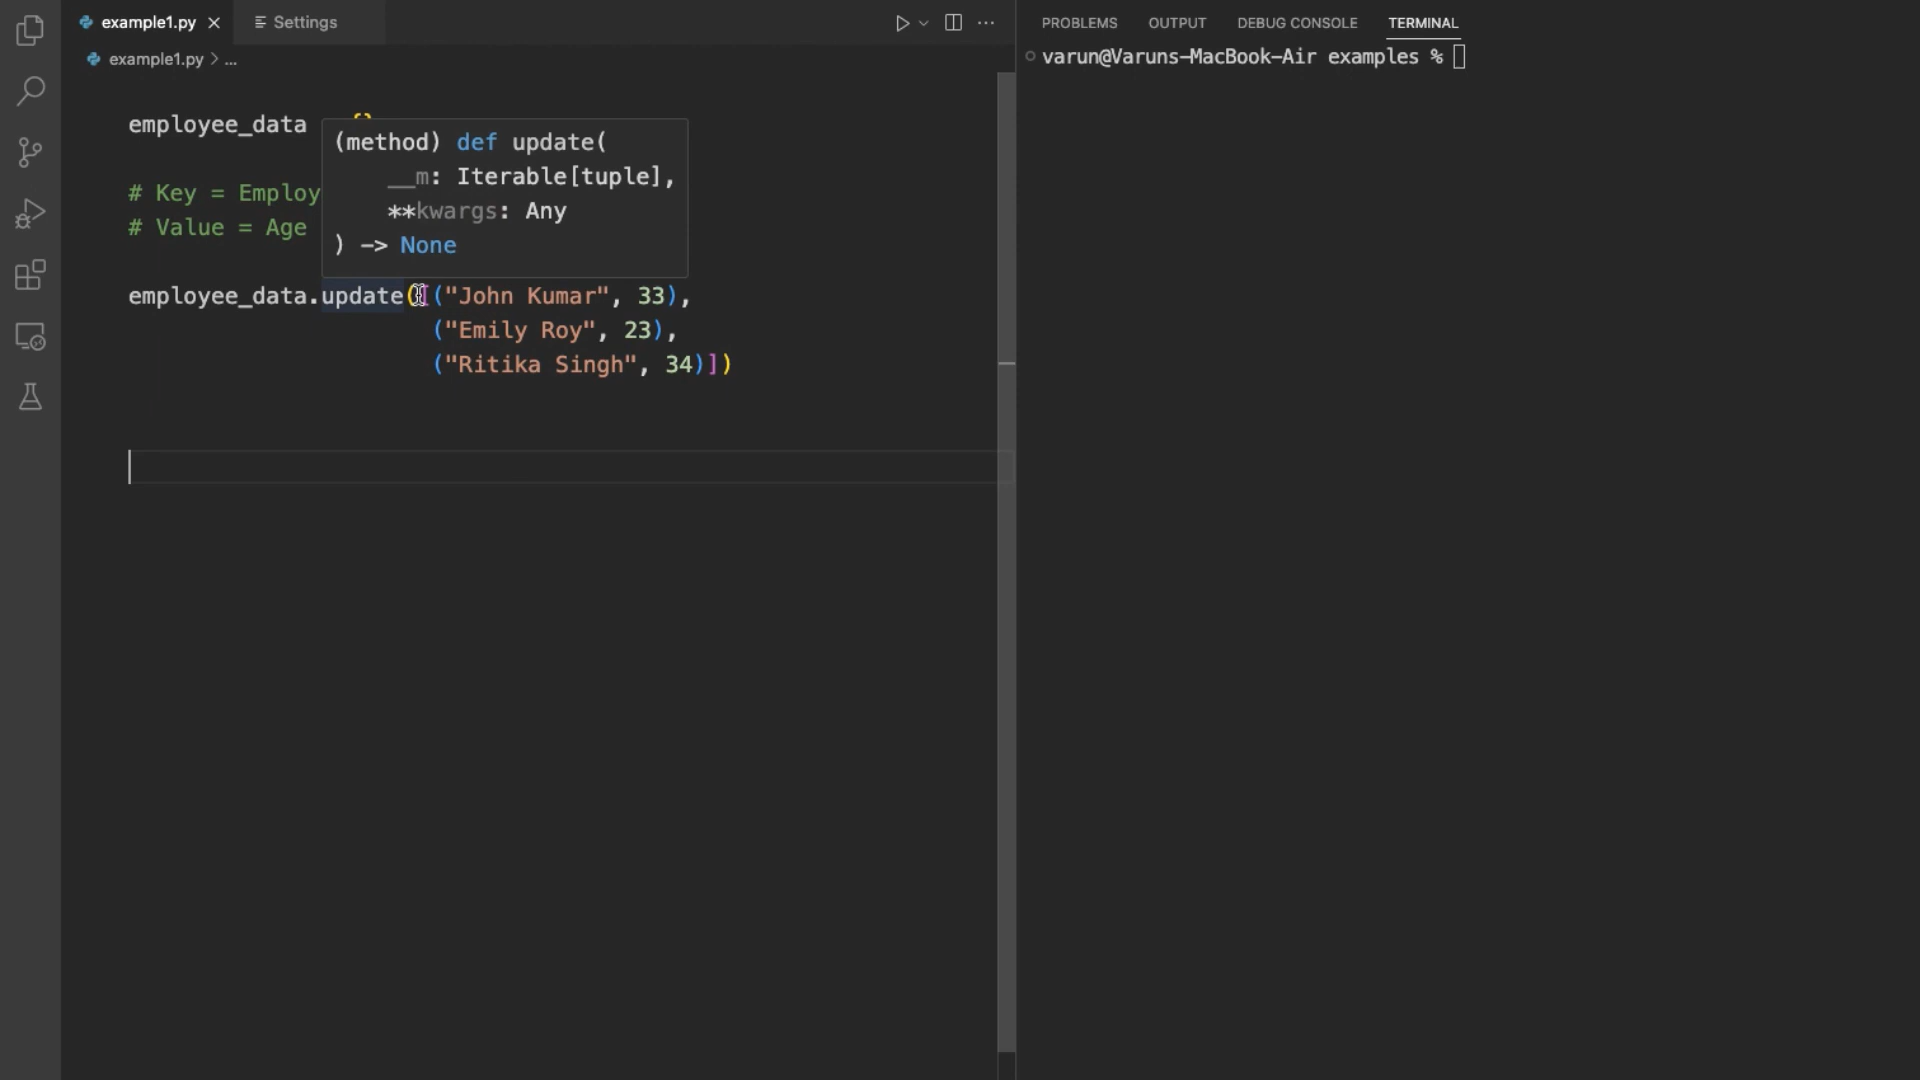 example1.py
Settings
example1.py > ...
PROBLEMS OUTPUT DEBUG CONSOLE TERMINAL
varun@Varuns-MacBook-Air examples %
employee_data {}
(method) def update(
__m: Iterable[tuple],
**kwargs: Any
) -> None
# Key = Employ
# Value = Age
employee_data.update([("John Kumar", 33),
("Emily Roy", 23),
("Ritika Singh", 34)])